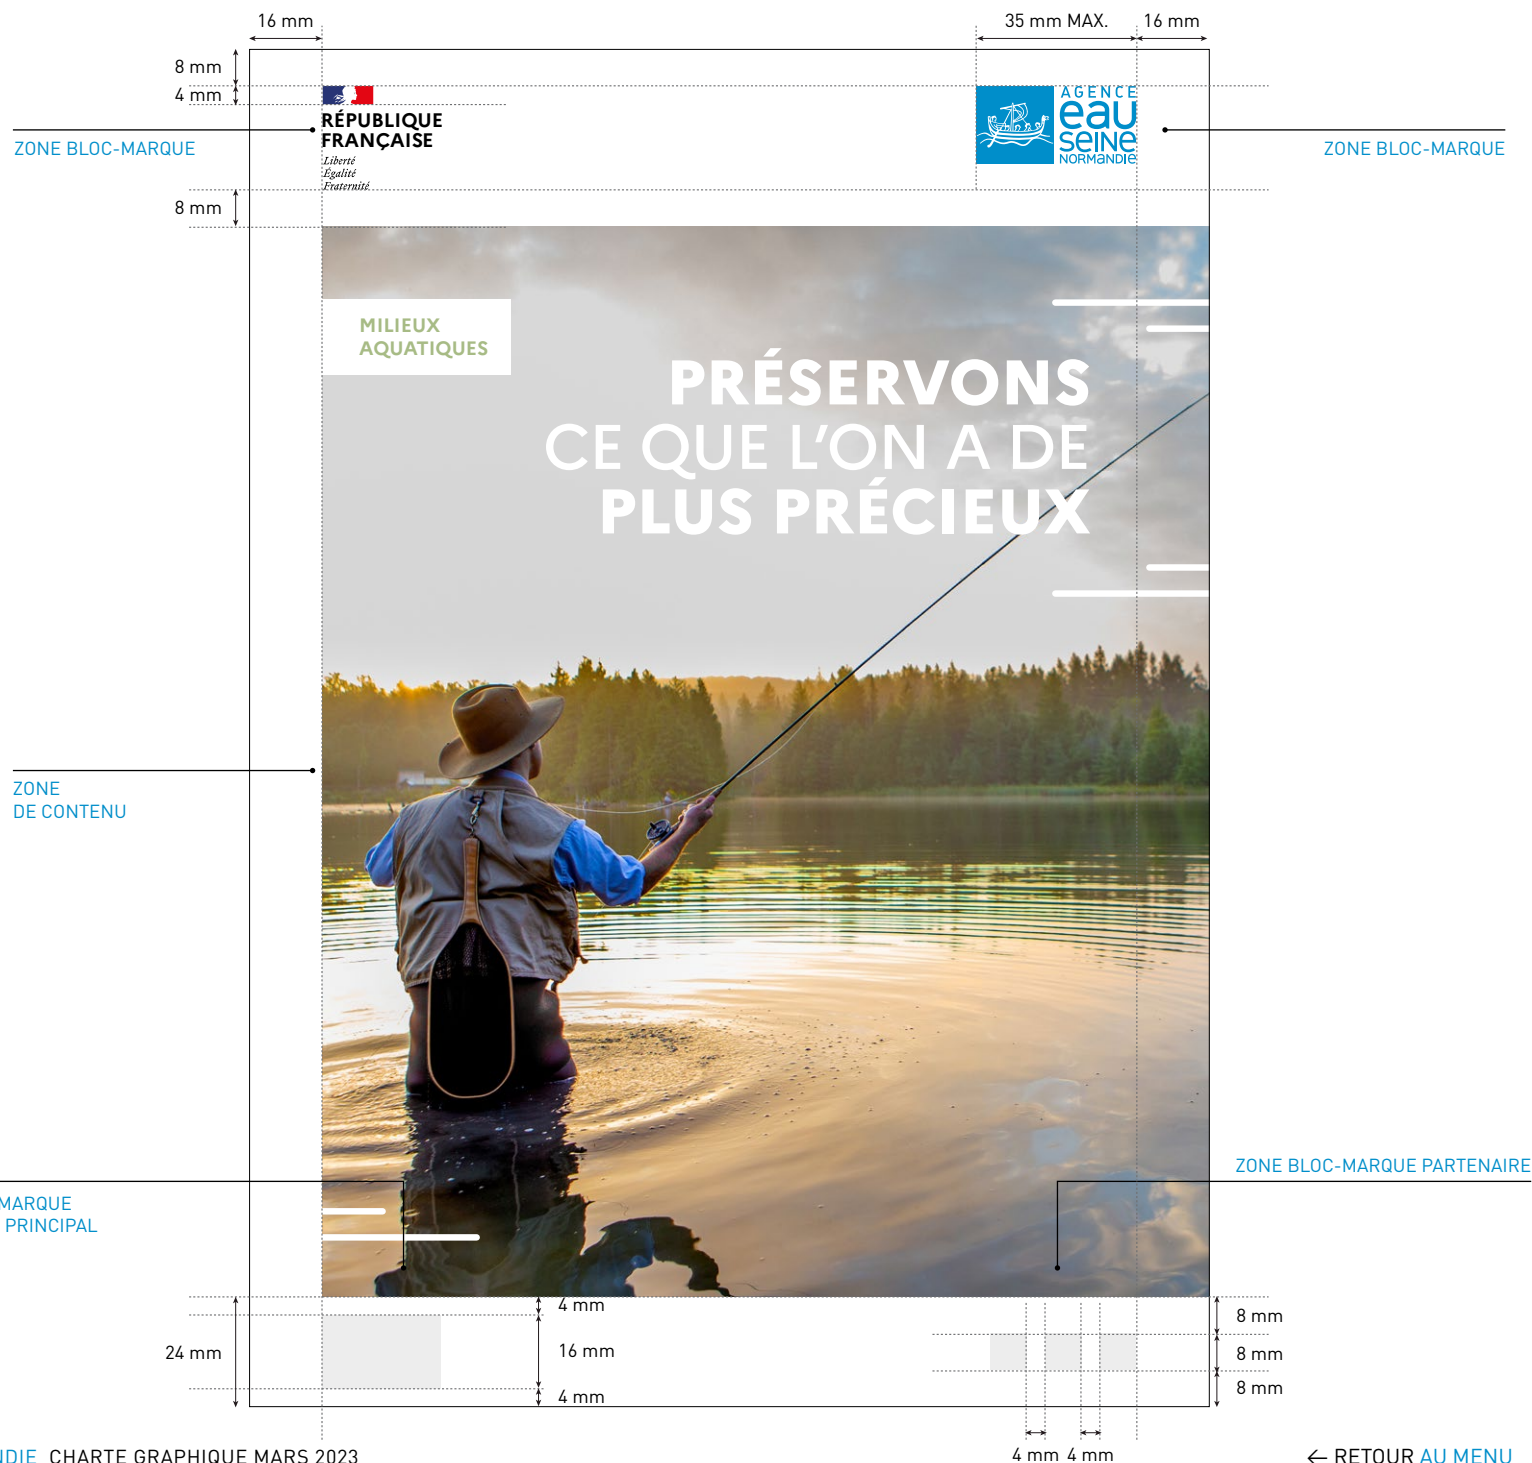 16 mm
35 mm MAX.
16 mm
8 mm
4 mm
RÉPUBLIQUE
FRANÇAISE
Liberté
Égalité
Fraternité
AGENCE
eau
seine
NORMANDIE
ZONE BLOC-MARQUE
ZONE BLOC-MARQUE
8 mm
MILIEUX
AQUATIQUES
PRÉSERVONS
CE QUE L’ON A DE
PLUS PRÉCIEUX
ZONE
DE CONTENU
ZONE BLOC-MARQUE PARTENAIRE
MARQUE
PRINCIPAL
4 mm
8 mm
24 mm
16 mm
8 mm
4 mm
8 mm
4 mm 4 mm
NDIE CHARTE GRAPHIQUE MARS 2023
← RETOUR AU MENU